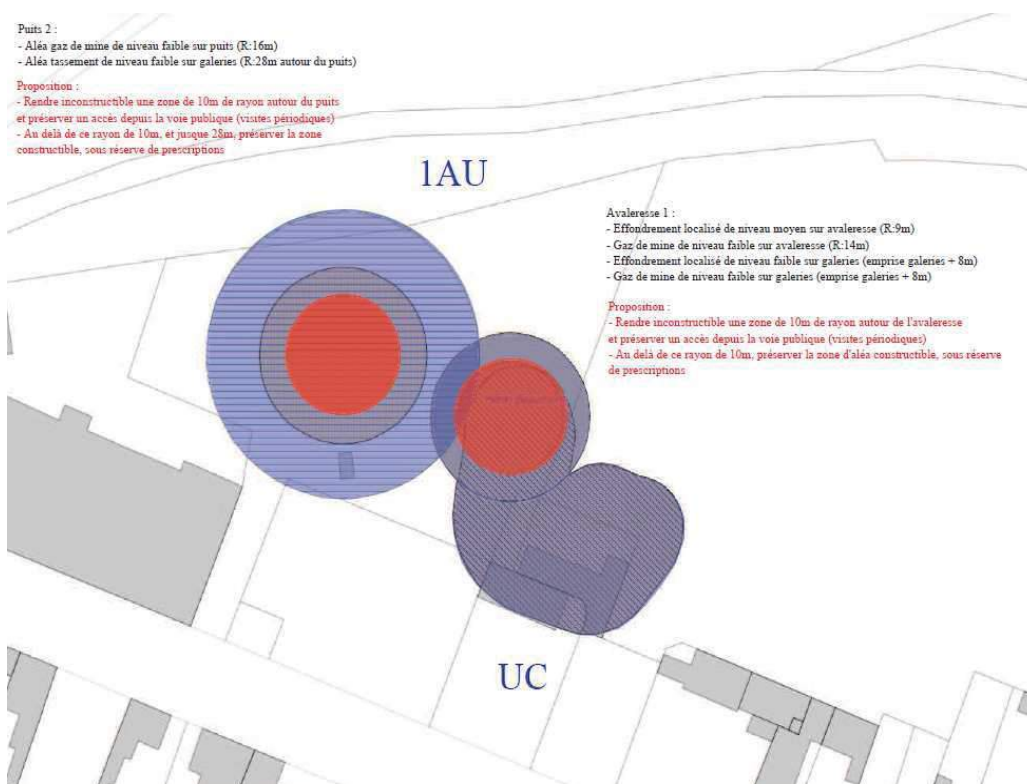 Puits 2 :
- Aléa gaz de mine de niveau faible sur puits (R:16m)
- Aléa tassement de niveau faible sur galeries (R:28m autour du puits)
Proposition :
- Rendre inconstructible une zone de 10m de rayon autour du puits
et préserver un accès depuis la voie publique (visites périodiques)
- Au delà de ce rayon de 10m, et jusque 28m, préserver la zone
constructible, sous réserve de prescriptions
1AU
Avaleresse 1 :
- Effondrement localisé de niveau moyen sur avaleresse (R:9m)
- Gaz de mine de niveau faible sur avaleresse (R:14m)
- Effondrement localisé de niveau faible sur galeries (emprise galeries + 8m)
- Gaz de mine de niveau faible sur galeries (emprise galeries + 8m)
Proposition :
- Rendre inconstructible une zone de 10m de rayon autour de l'avaleresse
et préserver un accès depuis la voie publique (visites périodiques)
- Au delà de ce rayon de 10m, préserver la zone d'aléa constructible, sous réserve
de prescriptions
UC